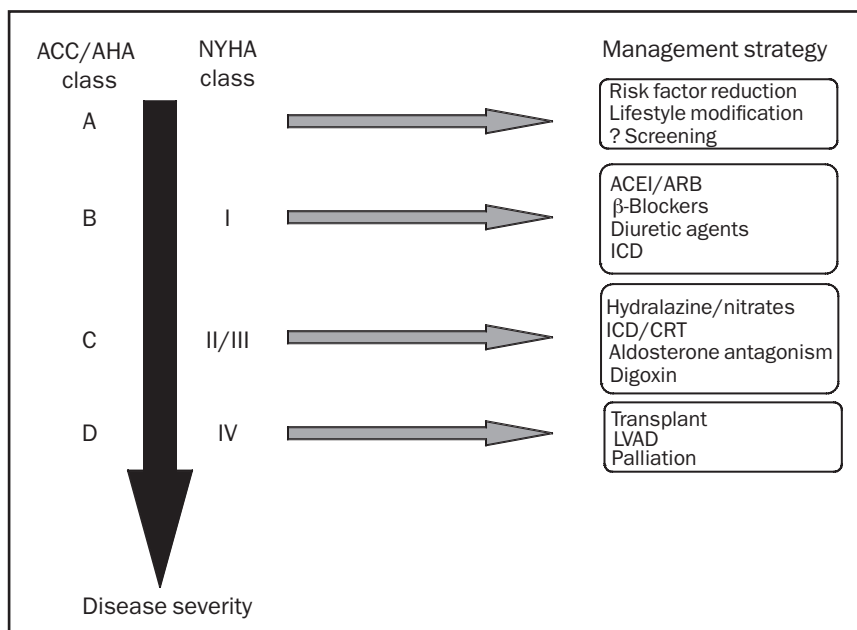 ACC/AHA class
NYHA class
Management strategy
A
Risk factor reduction
Lifestyle modification
? Screening
B
I
ACEI/ARB
β-Blockers
Diuretic agents
ICD
C
II/III
Hydralazine/nitrates
ICD/CRT
Aldosterone antagonism
Digoxin
D
IV
Transplant
LVAD
Palliation
Disease severity